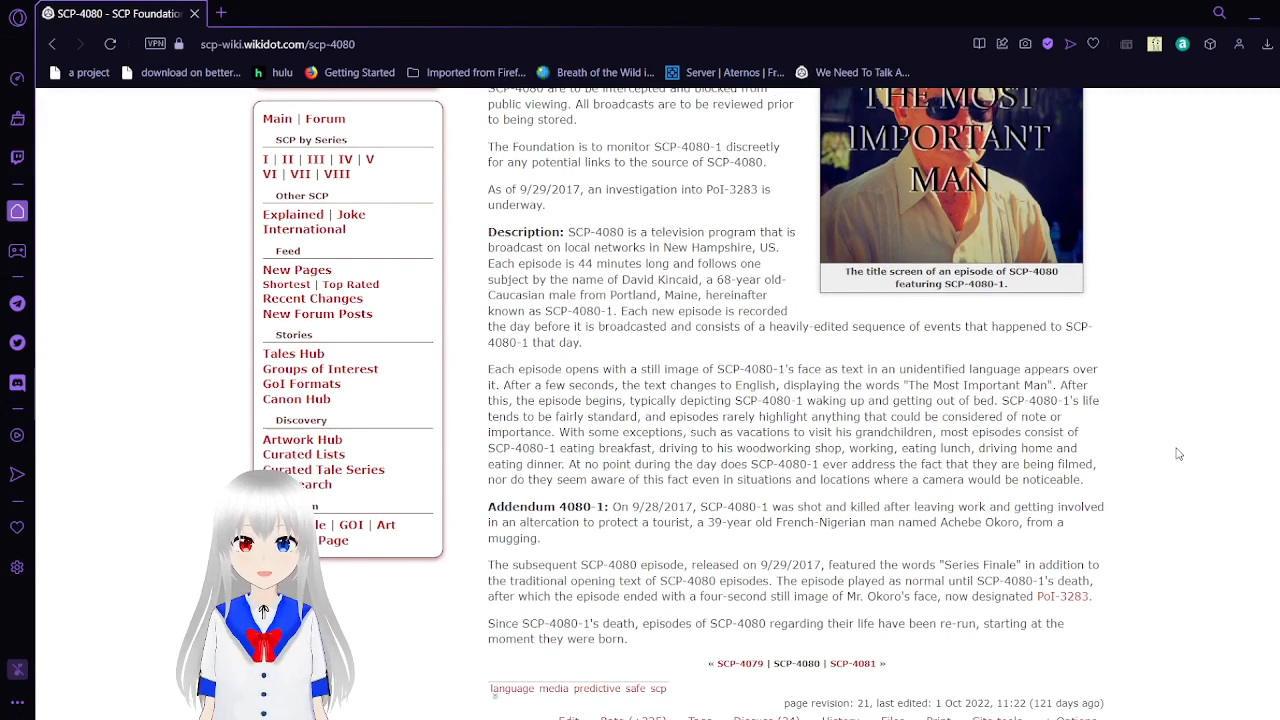 SCP-4080 - SCP Foundation
VPN
scp-wiki.wikidot.com/scp-4080
a project
download on better...
hulu
Getting Started
Imported from Firef...
Breath of the Wild i...
Server | Aternos | Fr...
We Need To Talk A...
Main | Forum
SCP by Series
I | II | III | IV | V
VI | VII | VIII
Other SCP
Explained | Joke
International
Feed
New Pages
Shortest | Top Rated
Recent Changes
New Forum Posts
Stories
Tales Hub
Groups of Interest
GoI Formats
Canon Hub
Discovery
Artwork Hub
Curated Lists
Curated Tale Series
| GOI | Art
Page
SCP-4080 are to be intercepted and blocked from
public viewing. All broadcasts are to be reviewed prior
to being stored.
The Foundation is to monitor SCP-4080-1 discreetly
for any potential links to the source of SCP-4080.
As of 9/29/2017, an investigation into PoI-3283 is
underway.
THE MOST
IMPORTANT
MAN
The title screen of an episode of SCP-4080
featuring SCP-4080-1.
Description: SCP-4080 is a television program that is
broadcast on local networks in New Hampshire, US.
Each episode is 44 minutes long and follows one
subject by the name of David Kincaid, a 68-year old-
Caucasian male from Portland, Maine, hereinafter
known as SCP-4080-1. Each new episode is recorded
the day before it is broadcasted and consists of a heavily-edited sequence of events that happened to SCP-
4080-1 that day.
Each episode opens with a still image of SCP-4080-1's face as text in an unidentified language appears over
it. After a few seconds, the text changes to English, displaying the words "The Most Important Man". After
this, the episode begins, typically depicting SCP-4080-1 waking up and getting out of bed. SCP-4080-1's life
tends to be fairly standard, and episodes rarely highlight anything that could be considered of note or
importance. With some exceptions, such as vacations to visit his grandchildren, most episodes consist of
SCP-4080-1 eating breakfast, driving to his woodworking shop, working, eating lunch, driving home and
eating dinner. At no point during the day does SCP-4080-1 ever address the fact that they are being filmed,
nor do they seem aware of this fact even in situations and locations where a camera would be noticeable.
Addendum 4080-1: On 9/28/2017, SCP-4080-1 was shot and killed after leaving work and getting involved
in an altercation to protect a tourist, a 39-year old French-Nigerian man named Achebe Okoro, from a
mugging.
The subsequent SCP-4080 episode, released on 9/29/2017, featured the words "Series Finale" in addition to
the traditional opening text of SCP-4080 episodes. The episode played as normal until SCP-4080-1's death,
after which the episode ended with a four-second still image of Mr. Okoro's face, now designated PoI-3283.
Since SCP-4080-1's death, episodes of SCP-4080 regarding their life have been re-run, starting at the
moment they were born.
« SCP-4079 | SCP-4080 | SCP-4081 »
language media predictive safe scp
page revision: 21, last edited: 1 Oct 2022, 11:22 (121 days ago)